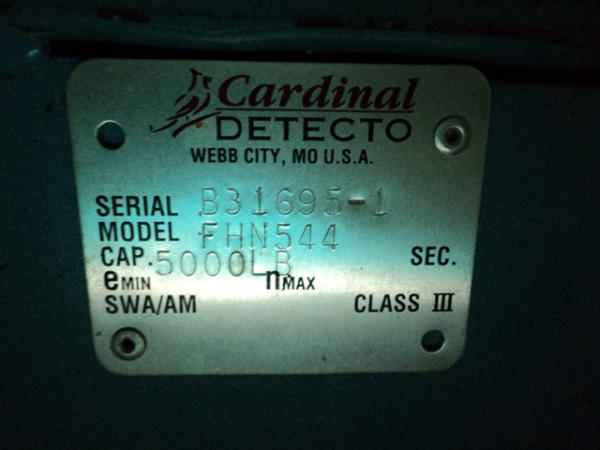 Cardinal
DETECTO
WEBB CITY, MO U.S.A.
SERIAL B31695-1
MODEL FHN544
CAP. 5000LB SEC.
eMIN nMAX
SWA/AM CLASS III